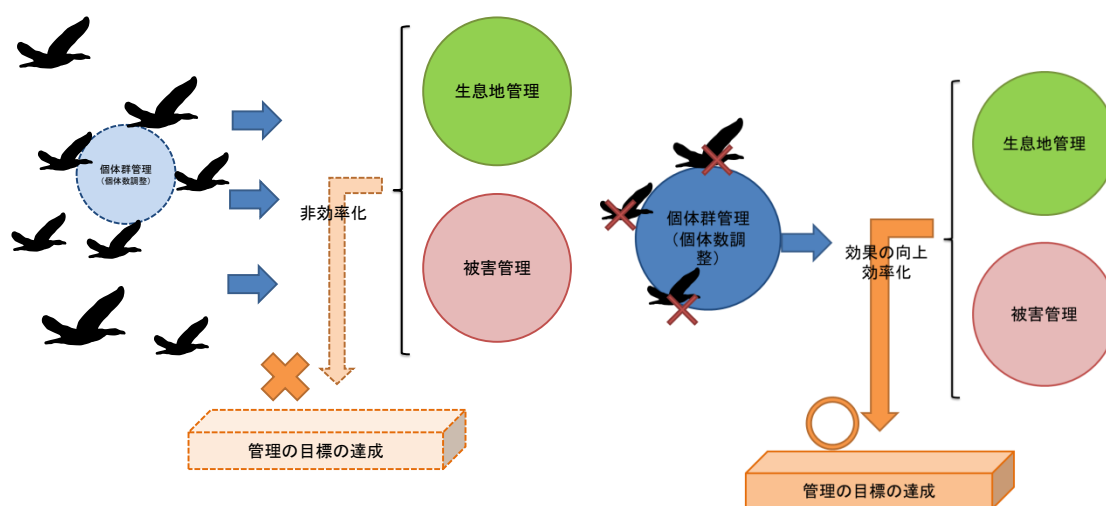 生息地管理
個体群管理
(個体数調整)
非効率化
被害管理
管理の目標の達成
生息地管理
個体群管理
（個体数調
整）
効果の向上
効率化
被害管理
管理の目標の達成